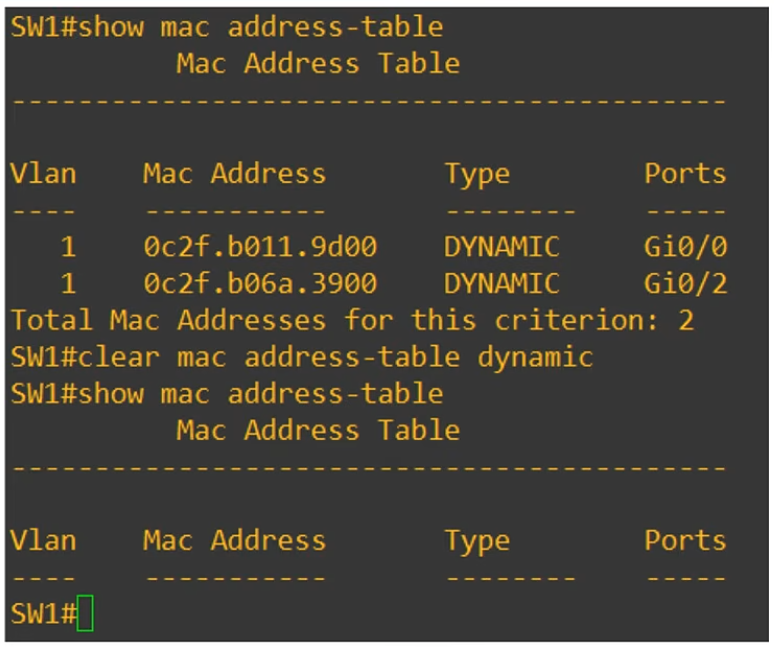 SW1#show mac address-table
Mac Address Table
-------------------------------------------
Vlan    Mac Address       Type        Ports
----    -----------       --------    -----
1    0c2f.b011.9d00    DYNAMIC     Gi0/0
1    0c2f.b06a.3900    DYNAMIC     Gi0/2
Total Mac Addresses for this criterion: 2
SW1#clear mac address-table dynamic
SW1#show mac address-table
Mac Address Table
-------------------------------------------
Vlan    Mac Address       Type        Ports
----    -----------       --------    -----
SW1#